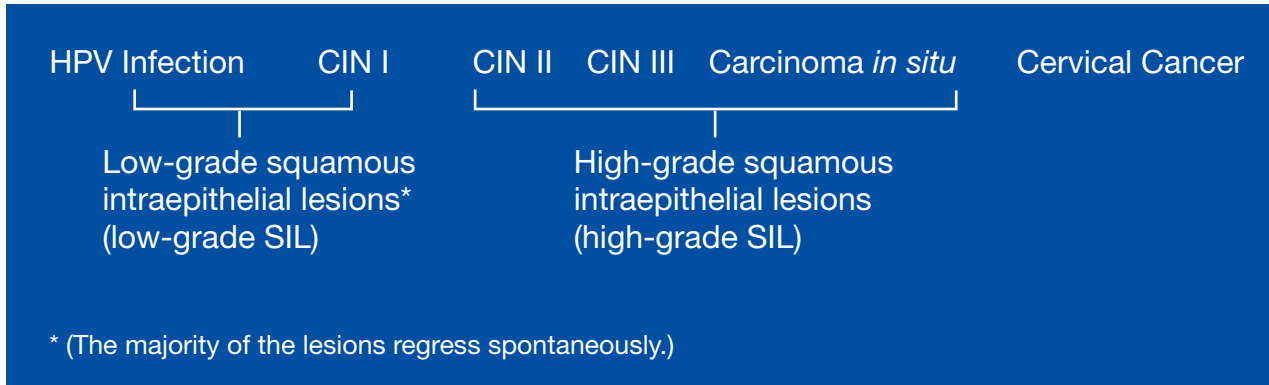 HPV Infection CIN I CIN II CIN III Carcinoma in situ Cervical Cancer
Low-grade squamous
intraepithelial lesions*
(low-grade SIL)
High-grade squamous
intraepithelial lesions
(high-grade SIL)
* (The majority of the lesions regress spontaneously.)